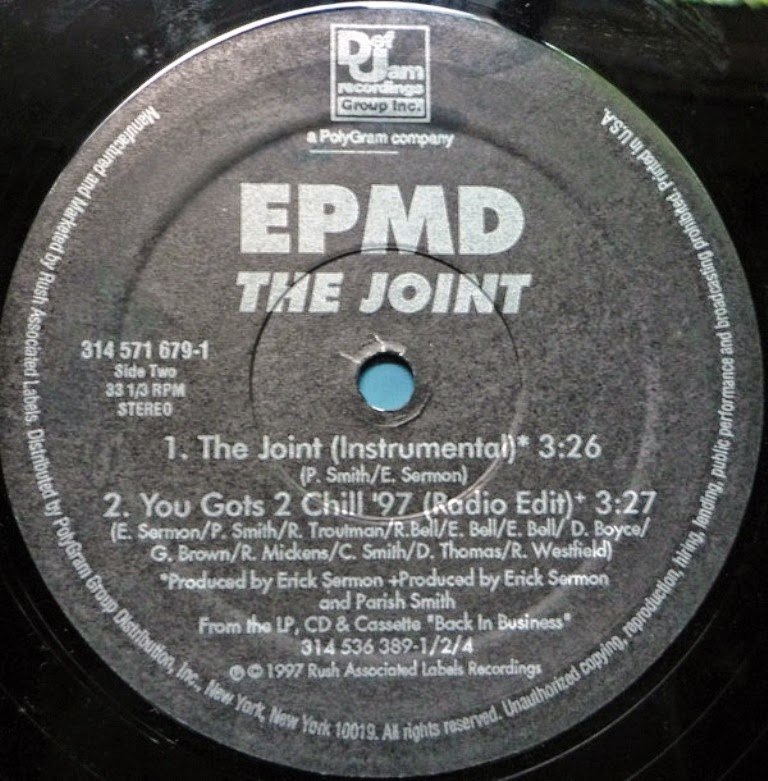 Def
Jam
recordings
Group Inc.
a PolyGram company
EPMD
THE JOINT
314 571 679-1
Side Two
33 1/3 RPM
STEREO
1. The Joint (Instrumental)* 3:26
(P. Smith/E. Sermon)
2. You Gots 2 Chill '97 (Radio Edit)+ 3:27
(E. Sermon/P. Smith/R. Troutman/R.Bell/E. Bell/E. Bell/ D. Boyce/
G. Brown/R. Mickens/C. Smith/D. Thomas/R. Westfield)
*Produced by Erick Sermon +Produced by Erick Sermon
and Parish Smith
From the LP, CD & Cassette "Back In Business"
314 536 389-1/2/4
℗ © 1997 Rush Associated Labels Recordings
Manufactured and Marketed by Rush Associated Labels. Distributed by PolyGram Group Distribution, Inc., New York, New York 10019. All rights reserved. Unauthorized copying, reproduction, hiring, lending, public performance and broadcasting prohibited. Printed in U.S.A.